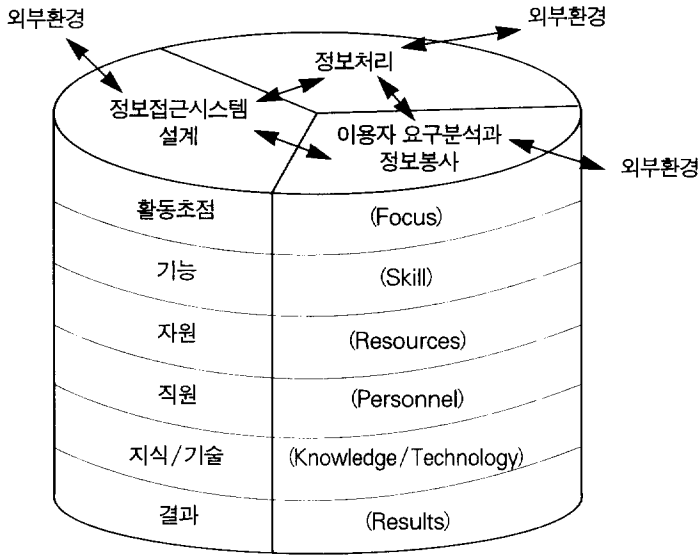 외부환경
외부환경
정보처리
정보접근시스템
설계
이용자 요구분석과
정보봉사
외부환경
활동초점
(Focus)
기능
(Skill)
자원
(Resources)
직원
(Personnel)
지식/기술
(Knowledge/Technology)
결과
(Results)